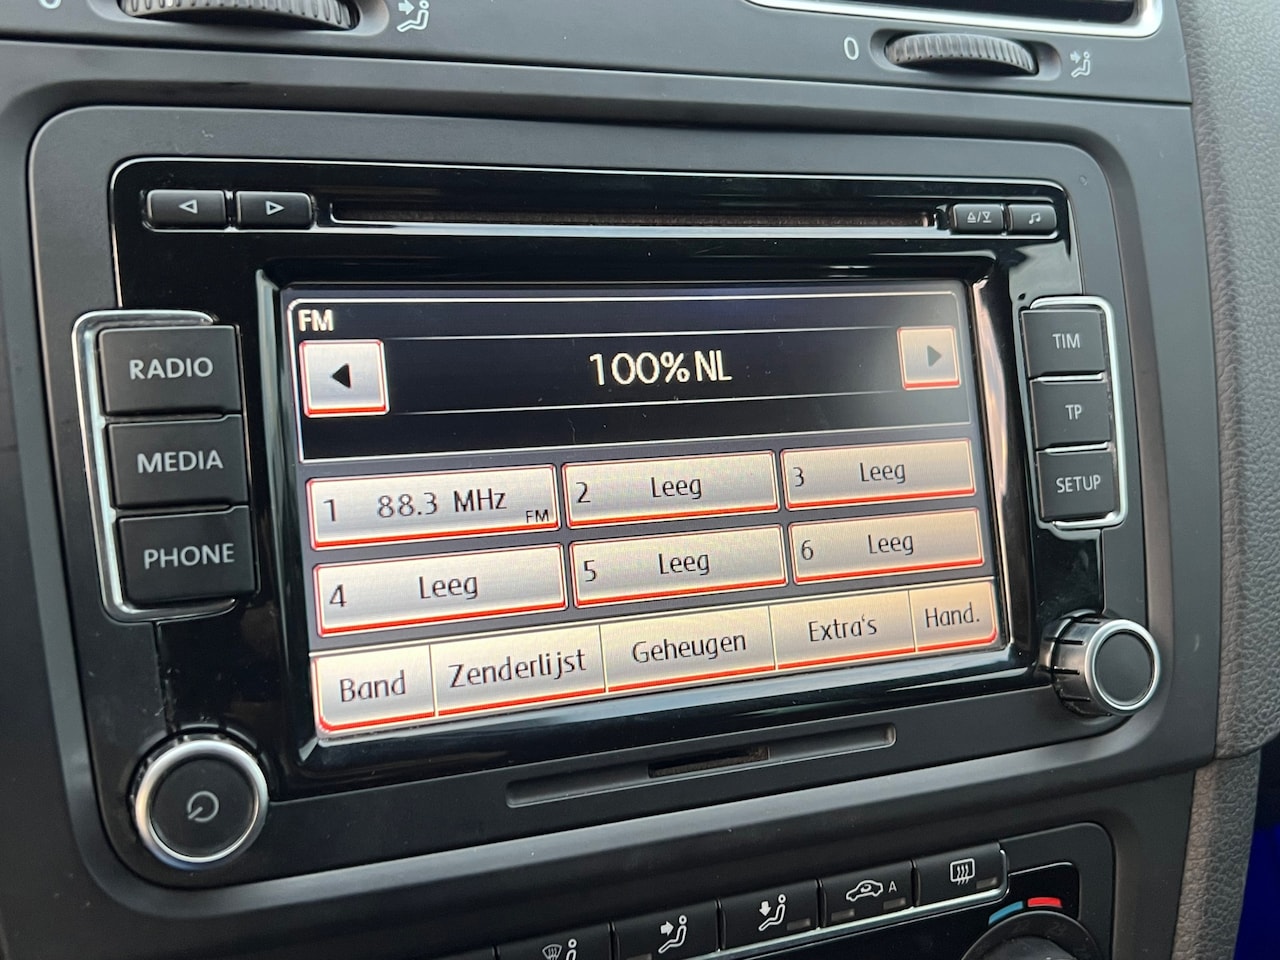 0
0
RADIO
MEDIA
PHONE
FM
100% NL
1 88.3 MHz FM
2 Leeg
3 Leeg
4 Leeg
5 Leeg
6 Leeg
Band
Zenderlijst
Geheugen
Extra's
Hand.
TIM
TP
SETUP
A